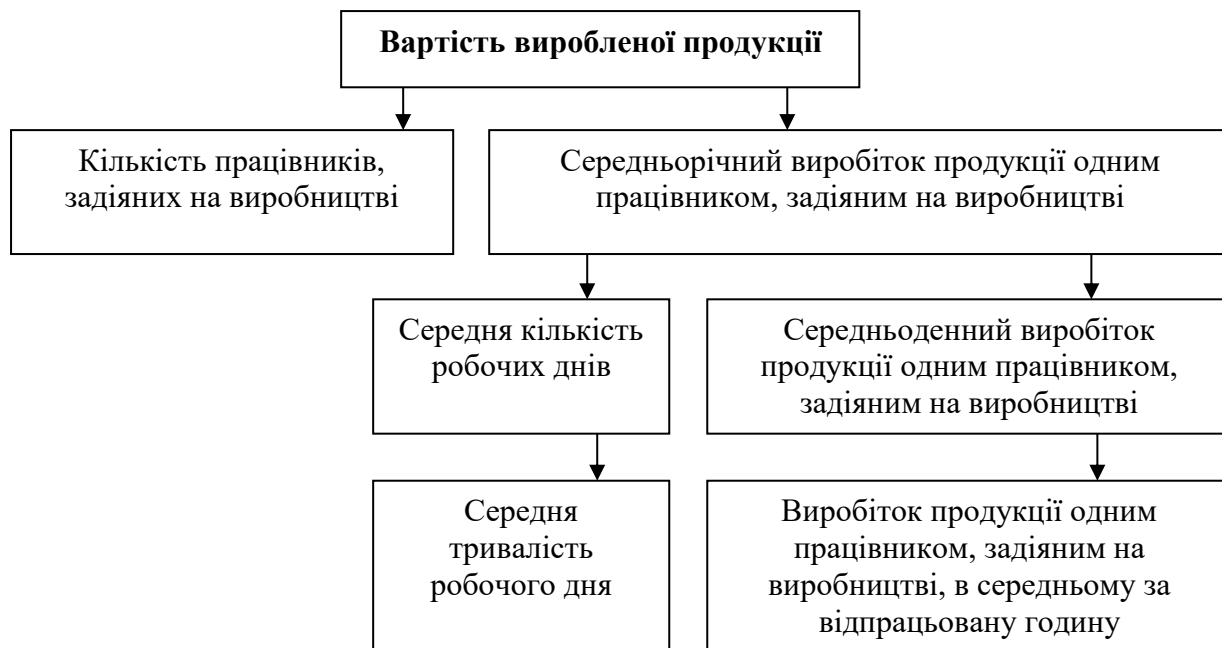 Вартість виробленої продукції
Кількість працівників,
задіяних на виробництві
Середньорічний виробіток продукції одним
працівником, задіяним на виробництві
Середня кількість
робочих днів
Середньоденний виробіток
продукції одним працівником,
задіяним на виробництві
Середня
тривалість
робочого дня
Виробіток продукції одним
працівником, задіяним на
виробництві, в середньому за
відпрацьовану годину